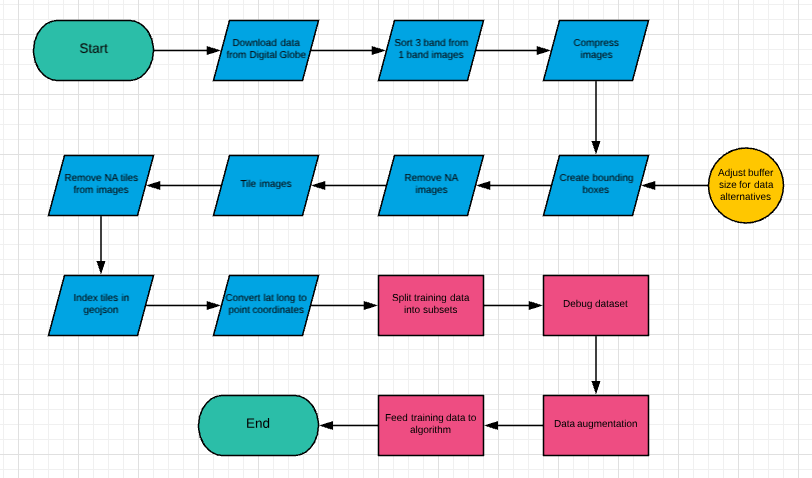 Start
Download data
from Digital Globe
Sort 3 band from
1 band images
Compress
images
Remove NA tiles
from images
Tile images
Remove NA
images
Create bounding
boxes
Adjust buffer
size for data
alternatives
Index tiles in
geojson
Convert lat long to
point coordinates
Split training data
into subsets
Debug dataset
End
Feed training data to
algorithm
Data augmentation